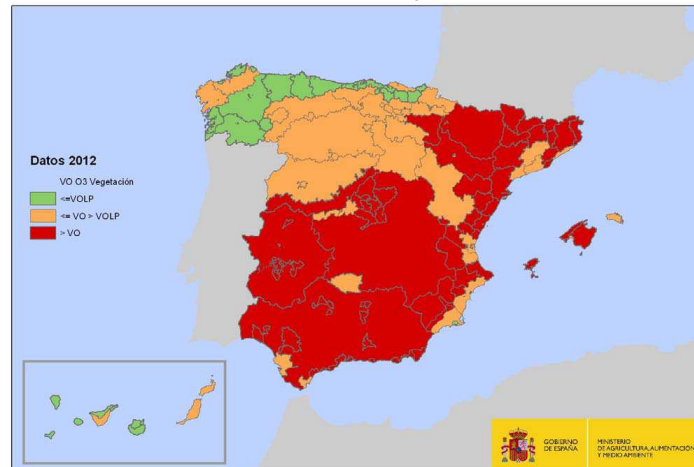 Datos 2012
VO O3 Vegetación
<=VOLP
<= VO > VOLP
> VO
GOBIERNO
DE ESPAÑA
MINISTERIO
DE AGRICULTURA, ALIMENTACIÓN
Y MEDIO AMBIENTE